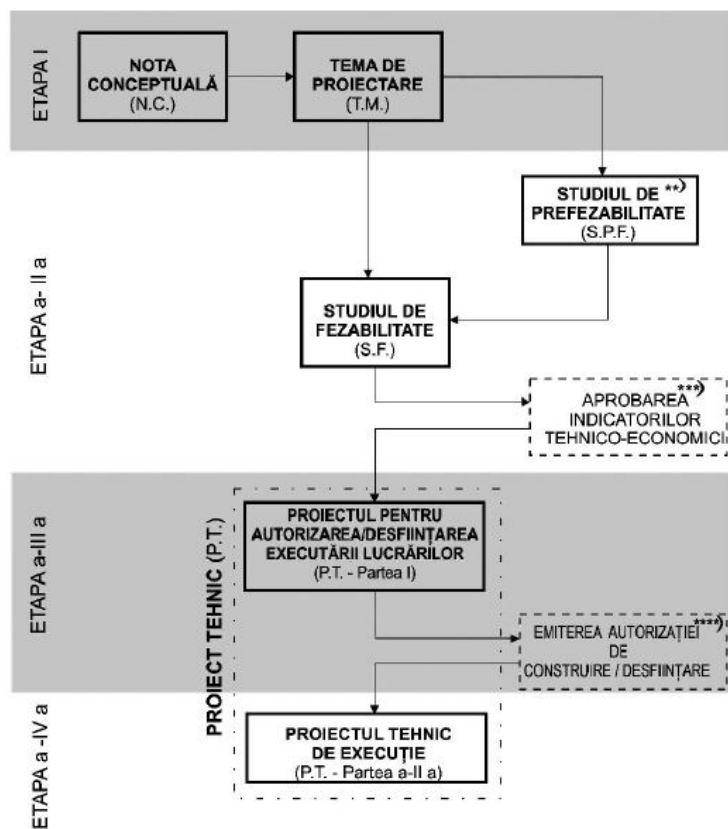 ETAPA I
NOTA
CONCEPTUALĂ
(N.C.)
TEMA DE
PROIECTARE
(T.M.)
ETAPA a- II a
STUDIUL DE **)
PREFEZABILITATE
(S.P.F.)
STUDIUL DE
FEZABILITATE
(S.F.)
***)
APROBAREA
INDICATORILOR
TEHNICO-ECONOMICI
ETAPA a-III a
PROIECT TEHNIC (P.T.)
PROIECTUL PENTRU
AUTORIZAREA/DESFIINȚAREA
EXECUTĂRII LUCRĂRILOR
(P.T. - Partea I)
****)
EMITEREA AUTORIZAȚIEI
DE
CONSTRUIRE / DESFIINȚARE
ETAPA a -IV a
PROIECTUL TEHNIC
DE EXECUȚIE
(P.T. - Partea a-II a)